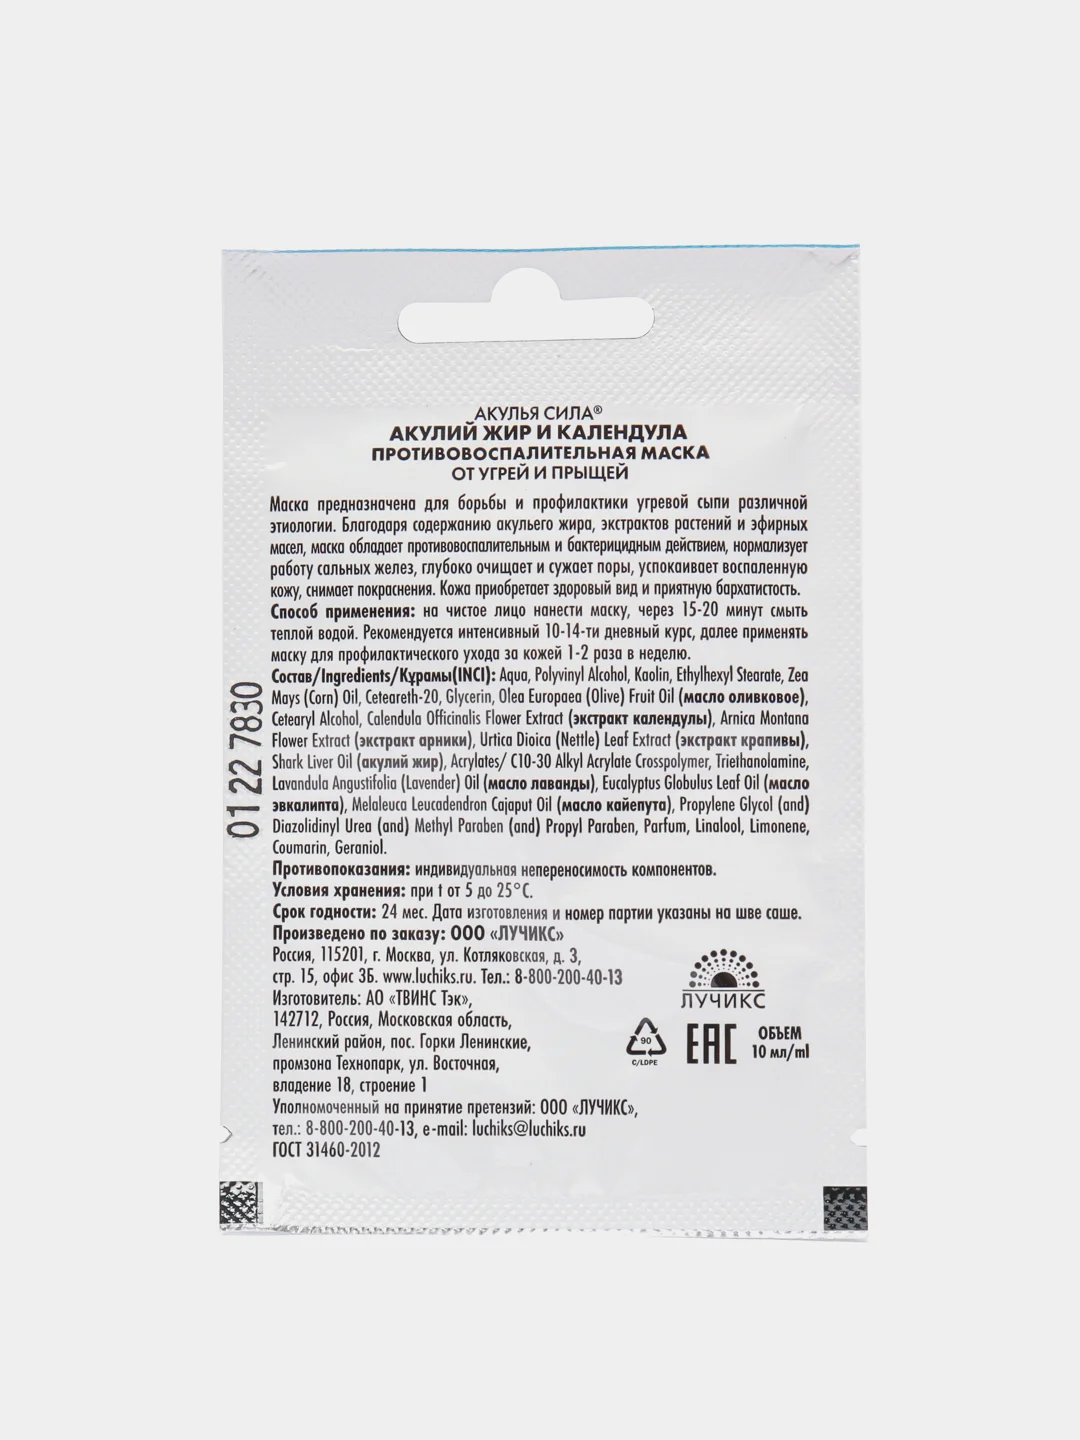 АКУЛЬЯ СИЛА®
АКУЛИЙ ЖИР И КАЛЕНДУЛА
ПРОТИВОВОСПАЛИТЕЛЬНАЯ МАСКА
ОТ УГРЕЙ И ПРЫЩЕЙ
Маска предназначена для борьбы и профилактики угревой сыпи различной
этиологии. Благодаря содержанию акульего жира, экстрактов растений и эфирных
масел, маска обладает противовоспалительным и бактерицидным действием, нормализует
работу сальных желез, глубоко очищает и сужает поры, успокаивает воспаленную
кожу, снимает покраснения. Кожа приобретает здоровый вид и приятную бархатистость.
Способ применения: на чистое лицо нанести маску, через 15-20 минут смыть
теплой водой. Рекомендуется интенсивный 10-14-ти дневный курс, далее применять
маску для профилактического ухода за кожей 1-2 раза в неделю.
Состав/Ingredients/Құрамы(INCI): Aqua, Polyvinyl Alcohol, Kaolin, Ethylhexyl Stearate, Zea
Mays (Corn) Oil, Ceteareth-20, Glycerin, Olea Europaea (Olive) Fruit Oil (масло оливковое),
Cetearyl Alcohol, Calendula Officinalis Flower Extract (экстракт календулы), Arnica Montana
Flower Extract (экстракт арники), Urtica Dioica (Nettle) Leaf Extract (экстракт крапивы),
Shark Liver Oil (акулий жир), Acrylates/ C10-30 Alkyl Acrylate Crosspolymer, Triethanolamine,
Lavandula Angustifolia (Lavender) Oil (масло лаванды), Eucalyptus Globulus Leaf Oil (масло
эвкалипта), Melaleuca Leucadendron Cajaput Oil (масло кайепута), Propylene Glycol (and)
Diazolidinyl Urea (and) Methyl Paraben (and) Propyl Paraben, Parfum, Linalool, Limonene,
Coumarin, Geraniol.
Противопоказания: индивидуальная непереносимость компонентов.
Условия хранения: при t от 5 до 25°С.
Срок годности: 24 мес. Дата изготовления и номер партии указаны на шве саше.
Произведено по заказу: ООО «ЛУЧИКС»
Россия, 115201, г. Москва, ул. Котляковская, д. 3,
стр. 15, офис 3Б. www.luchiks.ru. Тел.: 8-800-200-40-13
Изготовитель: АО «ТВИНС Тэк»,
142712, Россия, Московская область,
Ленинский район, пос. Горки Ленинские,
промзона Технопарк, ул. Восточная,
владение 18, строение 1
Уполномоченный на принятие претензий: ООО «ЛУЧИКС»,
тел.: 8-800-200-40-13, e-mail: luchiks@luchiks.ru
ГОСТ 31460-2012
ЛУЧИКС
90
C/LDPE
ЕАС
ОБЪЕМ
10 мл/ml
01 22 7830